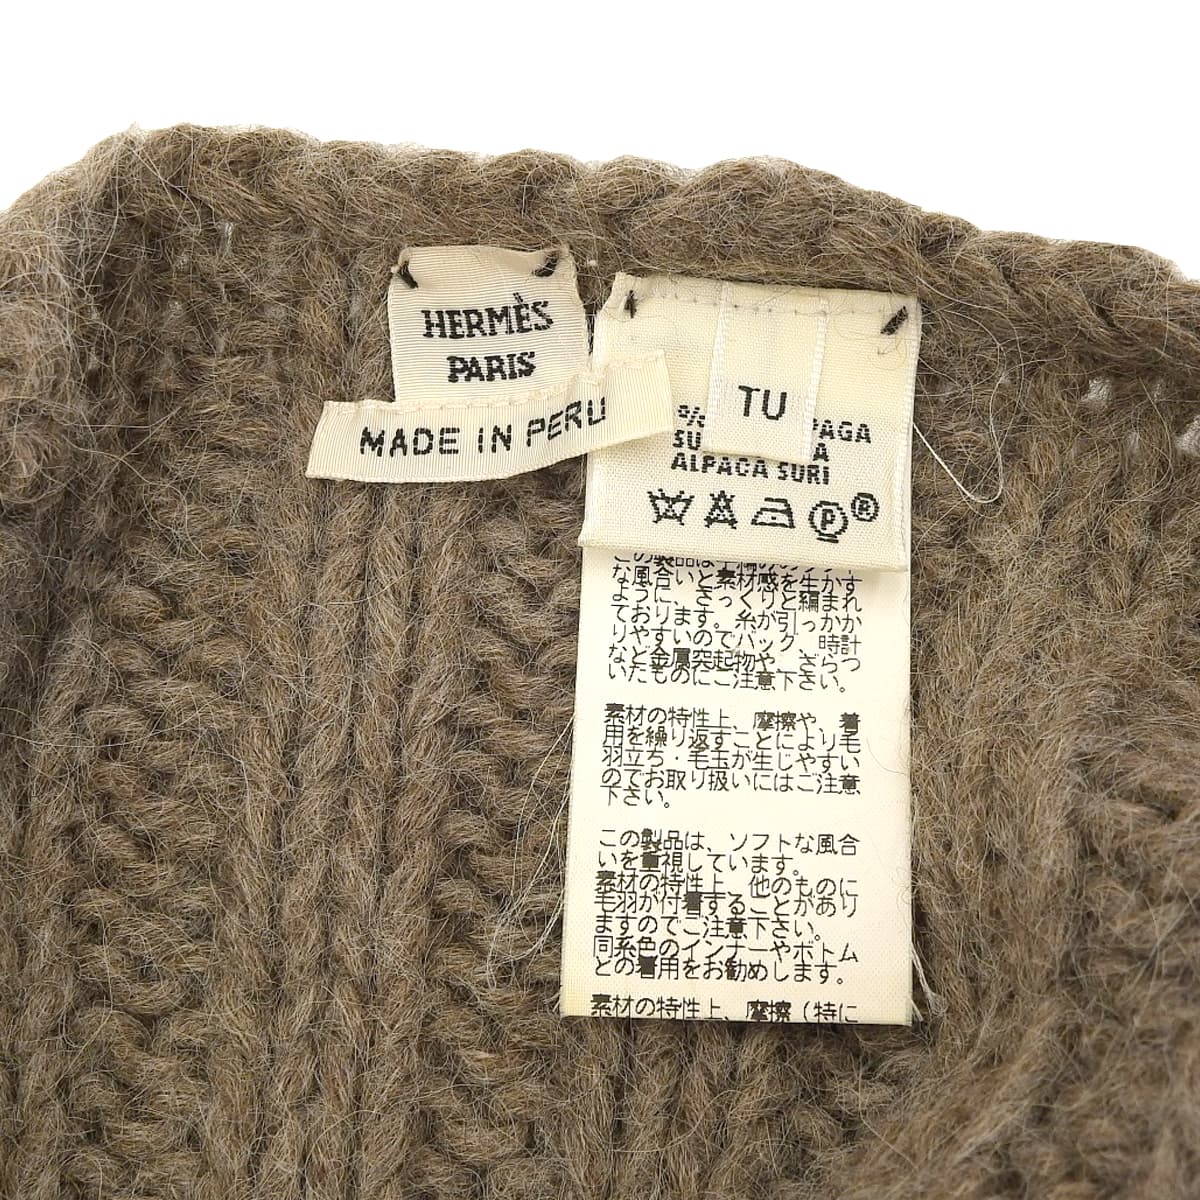 HERMÈS
PARIS
MADE IN PERU
TU
% PAGA
SU A
ALPACA SURI
P
R
な風合いと素材感を生かす
ように、ざっくりと編まれ
ております。糸が引っかか
りやすいのでバッグ、時計
など金属突起物や、ざらつ
いたものにご注意下さい。
素材の特性上、摩擦や、着
用を繰り返すことにより毛
羽立ち・毛玉が生じやすい
のでお取り扱いにはご注意
下さい。
この製品は、ソフトな風合
いを重視しています。
素材の特性上、他のものに
毛羽が付着することがあり
ますのでご注意下さい。
同系色のインナーやボトム
との着用をお勧めします。
素材の特性上、摩擦（特に